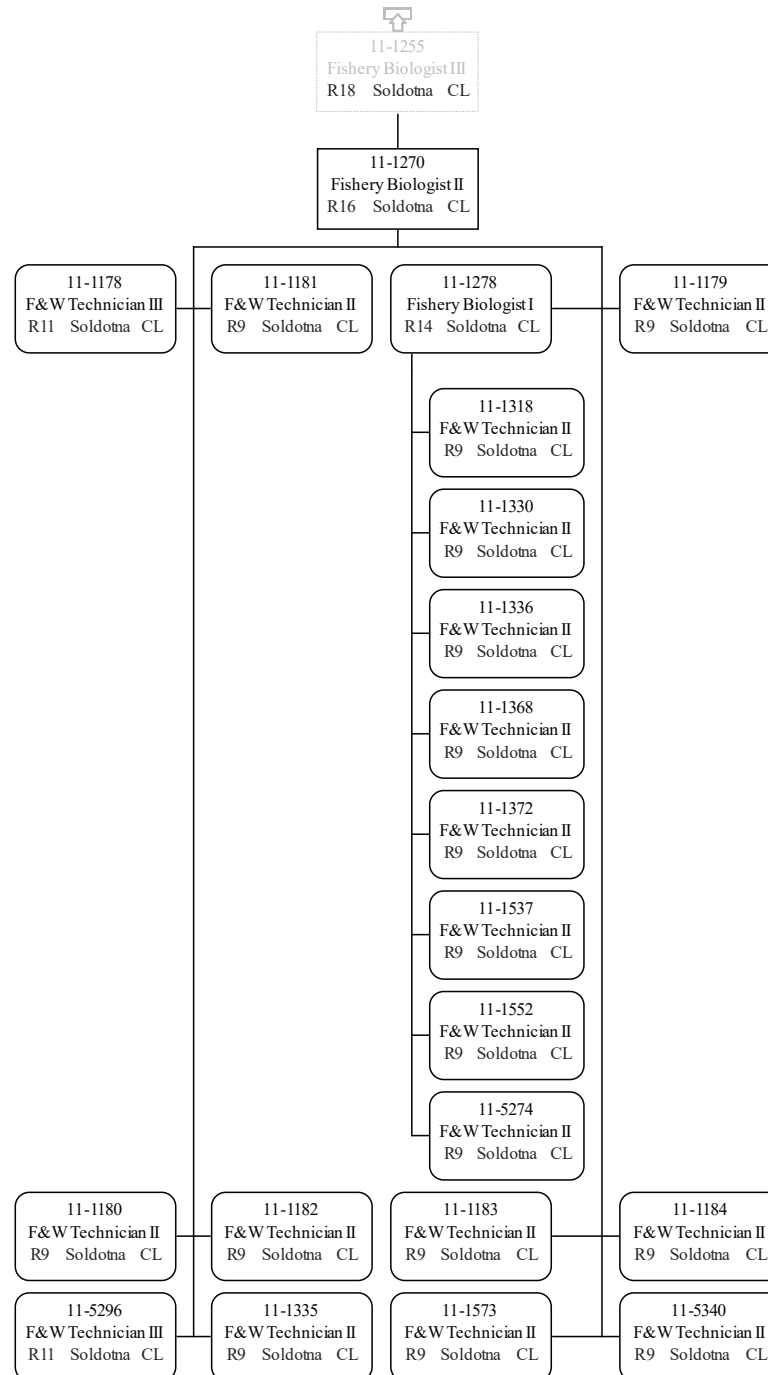 11-1255
Fishery Biologist III
R18 Soldotna CL
11-1270
Fishery Biologist II
R16 Soldotna CL
11-1178
F&W Technician III
R11 Soldotna CL
11-1181
F&W Technician II
R9 Soldotna CL
11-1278
Fishery Biologist I
R14 Soldotna CL
11-1179
F&W Technician II
R9 Soldotna CL
11-1318
F&W Technician II
R9 Soldotna CL
11-1330
F&W Technician II
R9 Soldotna CL
11-1336
F&W Technician II
R9 Soldotna CL
11-1368
F&W Technician II
R9 Soldotna CL
11-1372
F&W Technician II
R9 Soldotna CL
11-1537
F&W Technician II
R9 Soldotna CL
11-1552
F&W Technician II
R9 Soldotna CL
11-5274
F&W Technician II
R9 Soldotna CL
11-1180
F&W Technician II
R9 Soldotna CL
11-1182
F&W Technician II
R9 Soldotna CL
11-1183
F&W Technician II
R9 Soldotna CL
11-1184
F&W Technician II
R9 Soldotna CL
11-5296
F&W Technician III
R11 Soldotna CL
11-1335
F&W Technician II
R9 Soldotna CL
11-1573
F&W Technician II
R9 Soldotna CL
11-5340
F&W Technician II
R9 Soldotna CL